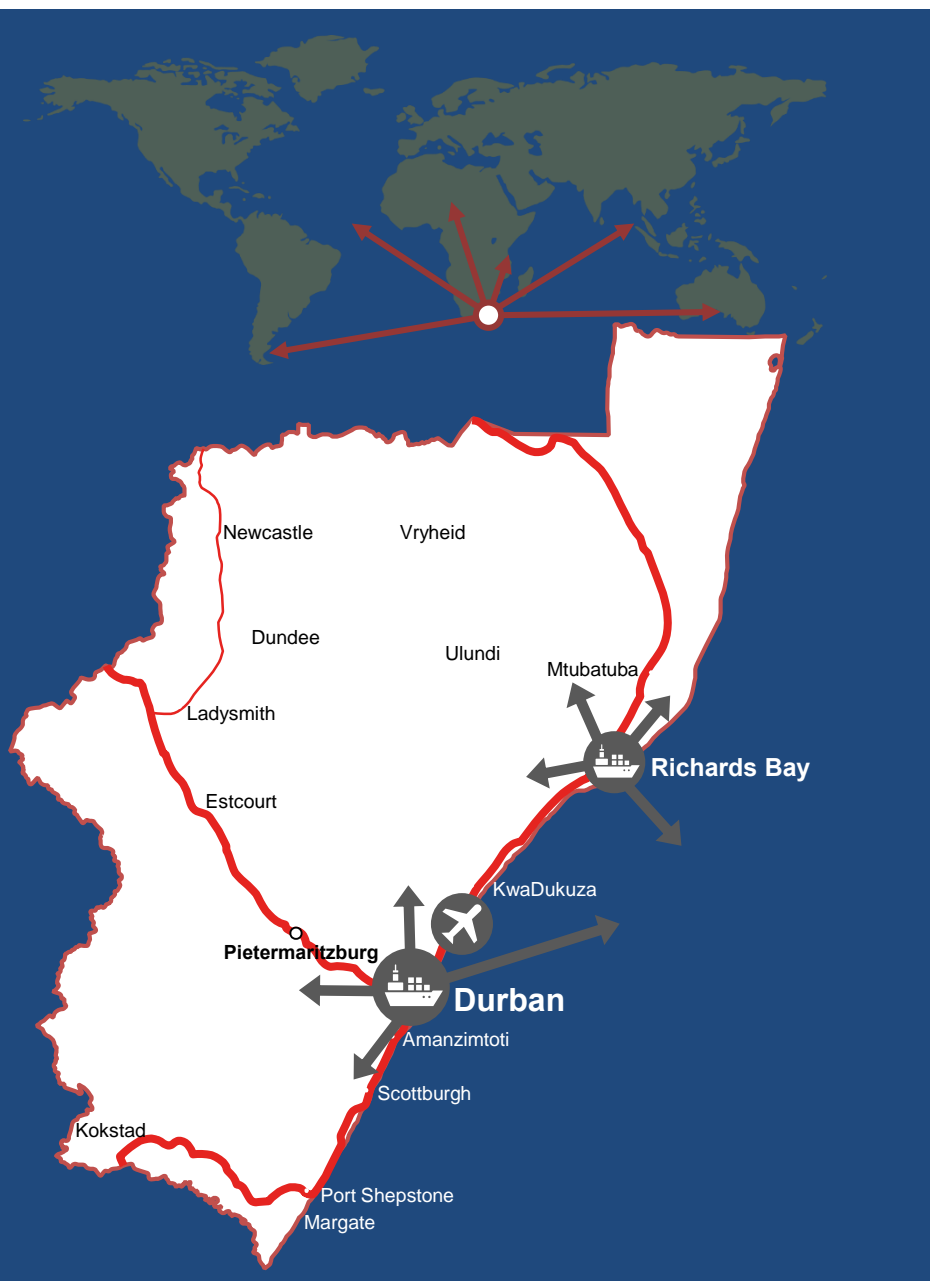 Newcastle
Vryheid
Dundee
Ulundi
Mtubatuba
Ladysmith
Richards Bay
Estcourt
KwaDukuza
Pietermaritzburg
Durban
Amanzimtoti
Scottburgh
Kokstad
Port Shepstone
Margate